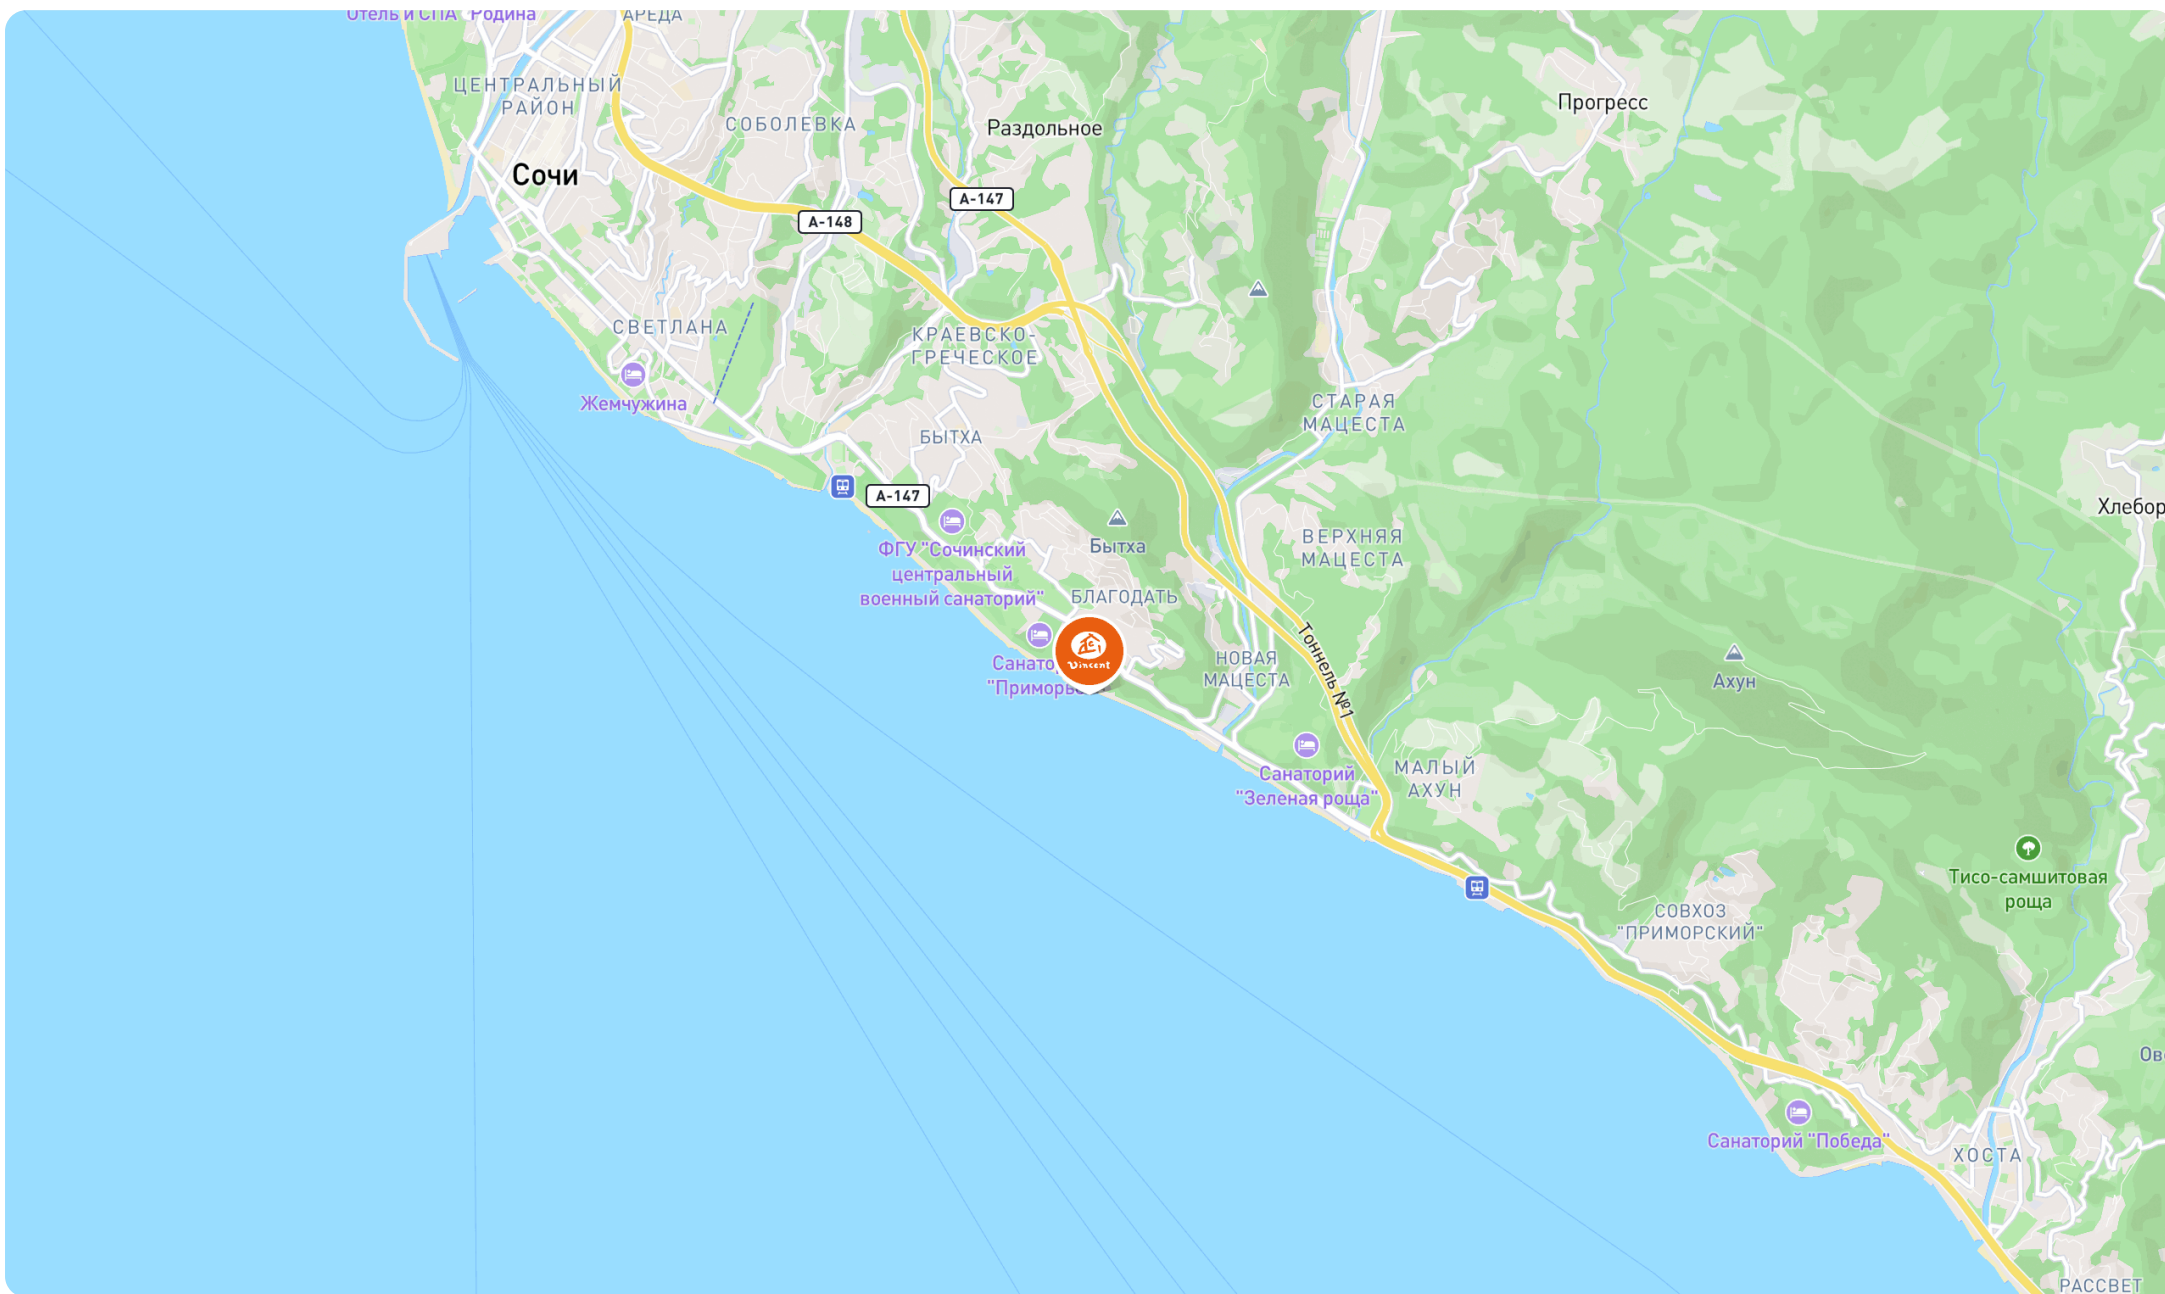 Отель и СПА "Родина
АРЕДА
ЦЕНТРАЛЬНЫЙ
РАЙОН
СОБОЛЕВКА
Раздольное
Прогресс
Сочи
А-147
А-148
СВЕТЛАНА
КРАЕВСКО-
ГРЕЧЕСКОЕ
Жемчужина
СТАРАЯ
МАЦЕСТА
БЫТХА
А-147
Хлебор
ФГУ "Сочинский
центральный
военный санаторий"
Бытха
ВЕРХНЯЯ
МАЦЕСТА
БЛАГОДАТЬ
Vincent
Тоннель №1
НОВАЯ
МАЦЕСТА
Ахун
Санаторий
"Зеленая роща"
МАЛЫЙ
АХУН
Тисо-самшитовая
роща
СОВХОЗ
"ПРИМОРСКИЙ"
Ов
Санаторий "Победа"
ХОСТА
РАССВЕТ